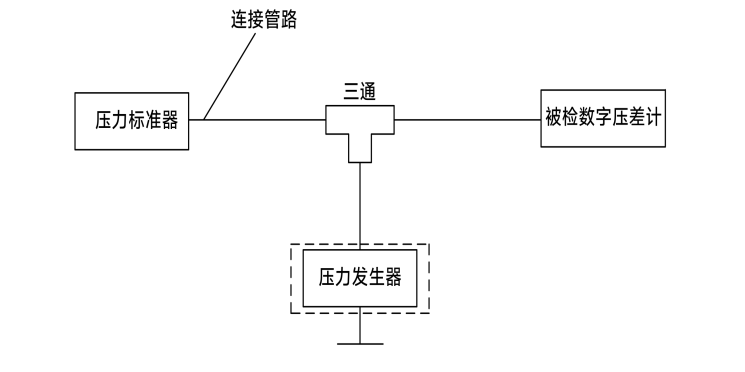 连接管路
三通
压力标准器
被检数字压差计
压力发生器